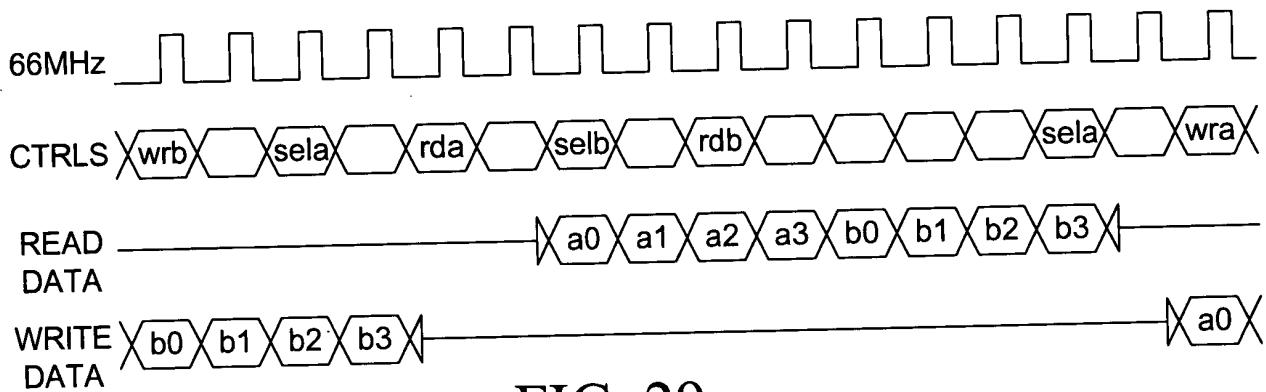 66MHz
CTRLS wrb sela rda selb rdb sela wra
READ DATA a0 a1 a2 a3 b0 b1 b2 b3
WRITE DATA b0 b1 b2 b3 a0